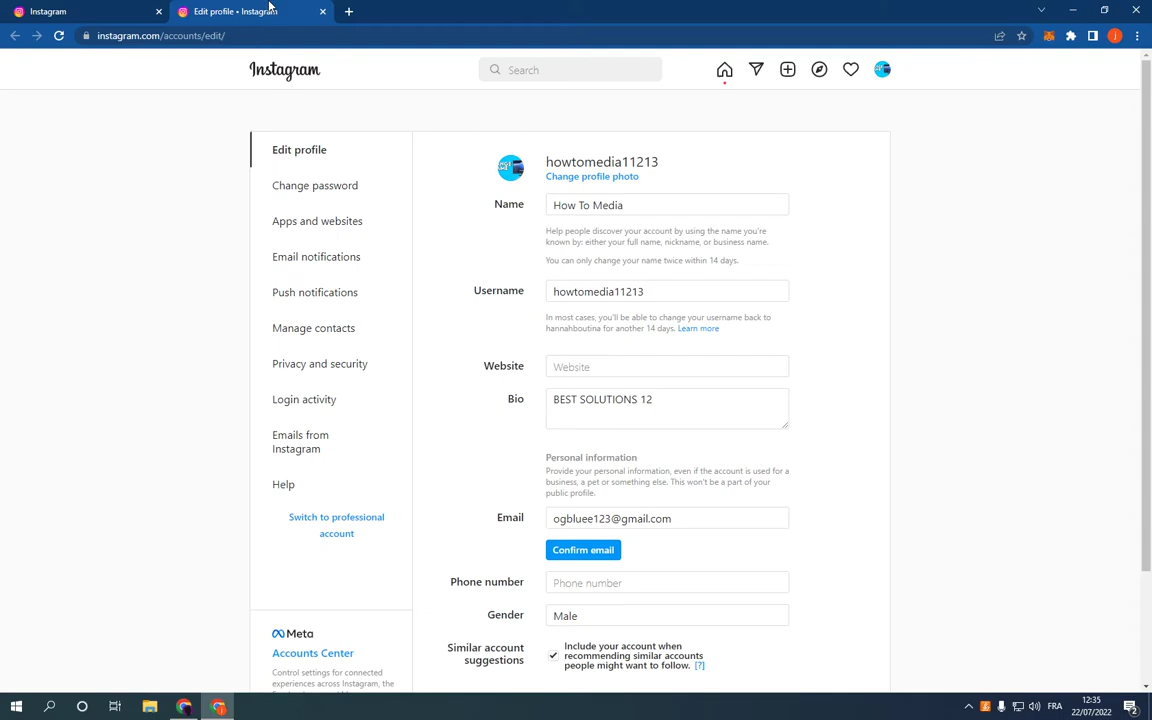 Instagram
Edit profile • Instagram
instagram.com/accounts/edit/
Instagram
Search
Edit profile
Change password
Apps and websites
Email notifications
Push notifications
Manage contacts
Privacy and security
Login activity
Emails from
Instagram
Help
Switch to professional
account
Meta
Accounts Center
Control settings for connected
experiences across Instagram, the
howtomedia11213
Change profile photo
Name
How To Media
Help people discover your account by using the name you're
known by: either your full name, nickname, or business name.
You can only change your name twice within 14 days.
Username
howtomedia11213
In most cases, you'll be able to change your username back to
hannahboutina for another 14 days. Learn more
Website
Website
Bio
BEST SOLUTIONS 12
Personal information
Provide your personal information, even if the account is used for a
business, a pet or something else. This won't be a part of your
public profile.
Email
ogbluee123@gmail.com
Confirm email
Phone number
Phone number
Gender
Male
Similar account
suggestions
Include your account when
recommending similar accounts
people might want to follow. [?]
FRA
12:35
22/07/2022
2